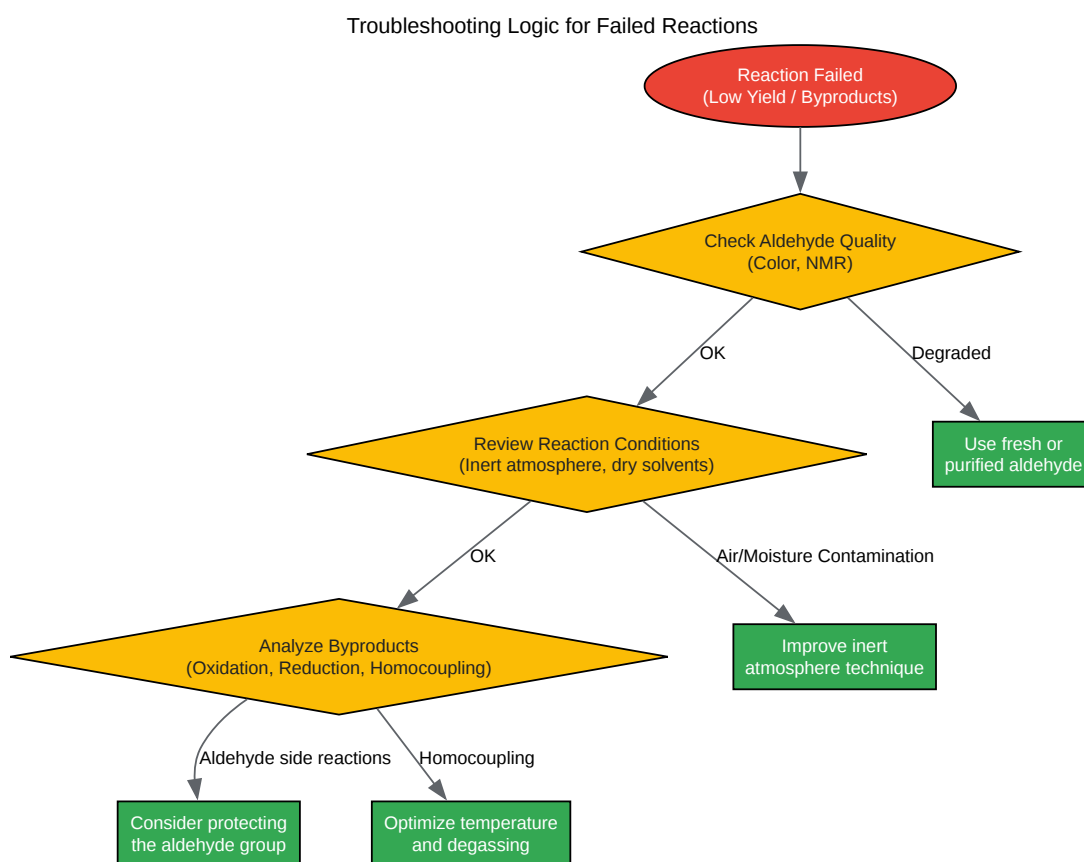 Troubleshooting Logic for Failed Reactions
Reaction Failed
(Low Yield / Byproducts)
Check Aldehyde Quality
(Color, NMR)
OK
Degraded
Review Reaction Conditions
(Inert atmosphere, dry solvents)
Use fresh or
purified aldehyde
OK
Air/Moisture Contamination
Analyze Byproducts
(Oxidation, Reduction, Homocoupling)
Improve inert
atmosphere technique
Aldehyde side reactions
Homocoupling
Consider protecting
the aldehyde group
Optimize temperature
and degassing